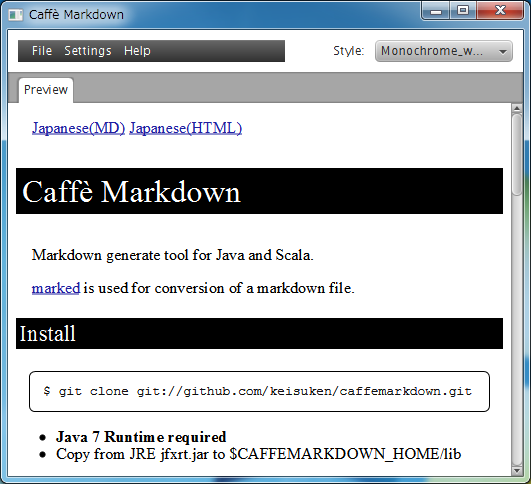 Caffè Markdown
File Settings Help Style: Monochrome_w...
Preview
Japanese(MD) Japanese(HTML)
Caffè Markdown
Markdown generate tool for Java and Scala.
marked is used for conversion of a markdown file.
Install
$ git clone git://github.com/keisuken/caffemarkdown.git
• Java 7 Runtime required
• Copy from JRE jfxrt.jar to $CAFFEMARKDOWN_HOME/lib